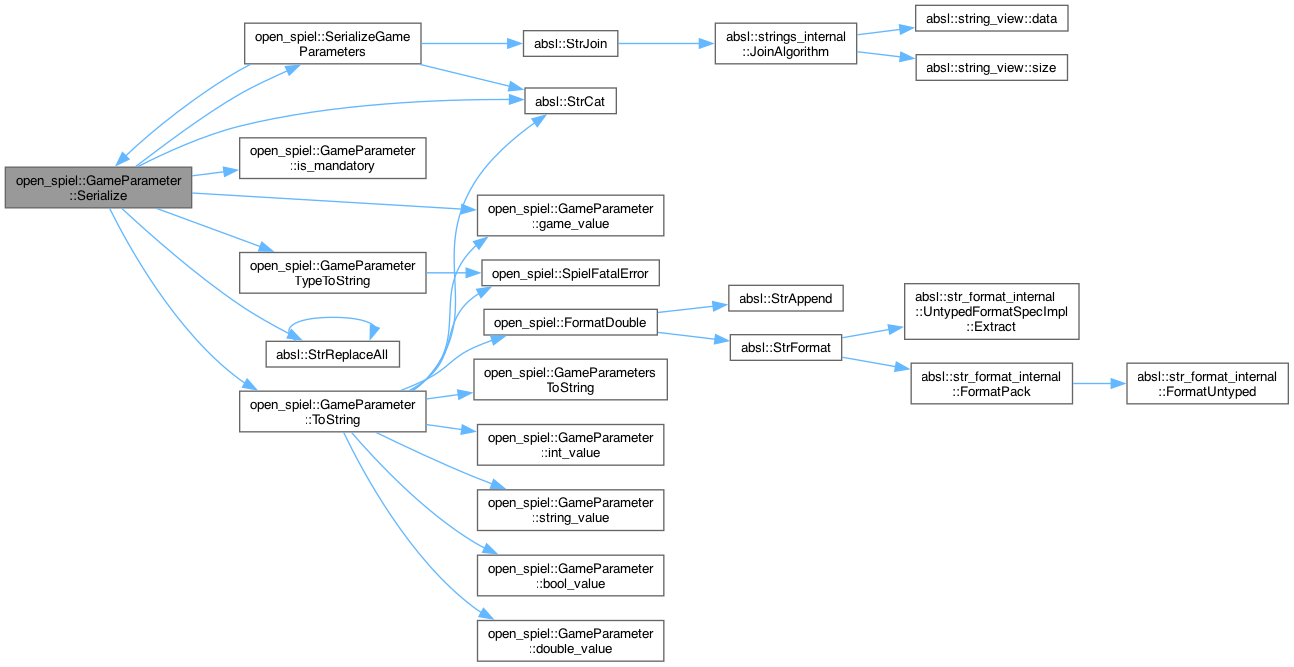 open_spiel::GameParameter
::Serialize
open_spiel::SerializeGame
Parameters
open_spiel::GameParameter
::is_mandatory
open_spiel::GameParameter
TypeToString
absl::StrReplaceAll
open_spiel::GameParameter
::ToString
absl::StrJoin
absl::StrCat
open_spiel::GameParameter
::game_value
open_spiel::SpielFatalError
open_spiel::FormatDouble
open_spiel::GameParameters
ToString
open_spiel::GameParameter
::int_value
open_spiel::GameParameter
::string_value
open_spiel::GameParameter
::bool_value
open_spiel::GameParameter
::double_value
absl::strings_internal
::JoinAlgorithm
absl::StrAppend
absl::StrFormat
absl::string_view::data
absl::string_view::size
absl::str_format_internal
::UntypedFormatSpecImpl
::Extract
absl::str_format_internal
::FormatPack
absl::str_format_internal
::FormatUntyped